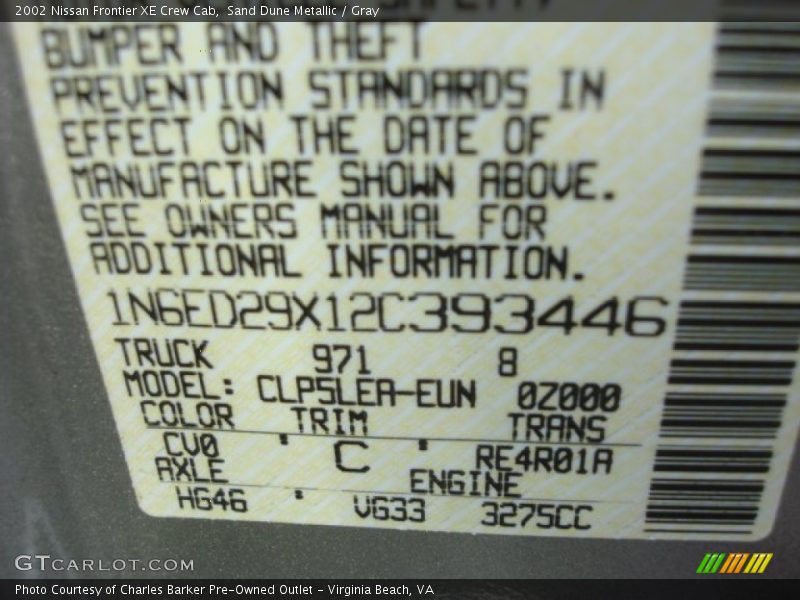 2002 Nissan Frontier XE Crew Cab, Sand Dune Metallic / Gray
BUMPER AND THEFT
PREVENTION STANDARDS IN
EFFECT ON THE DATE OF
MANUFACTURE SHOWN ABOVE.
SEE OWNERS MANUAL FOR
ADDITIONAL INFORMATION.
1N6ED29X12C393446
TRUCK 971 8
MODEL: CLP5LEA-EUN 0Z000
COLOR TRIM TRANS
CV0 C RE4R01A
AXLE ENGINE
HG46 VG33 3275CC
GTCARLOT.COM
Photo Courtesy of Charles Barker Pre-Owned Outlet - Virginia Beach, VA